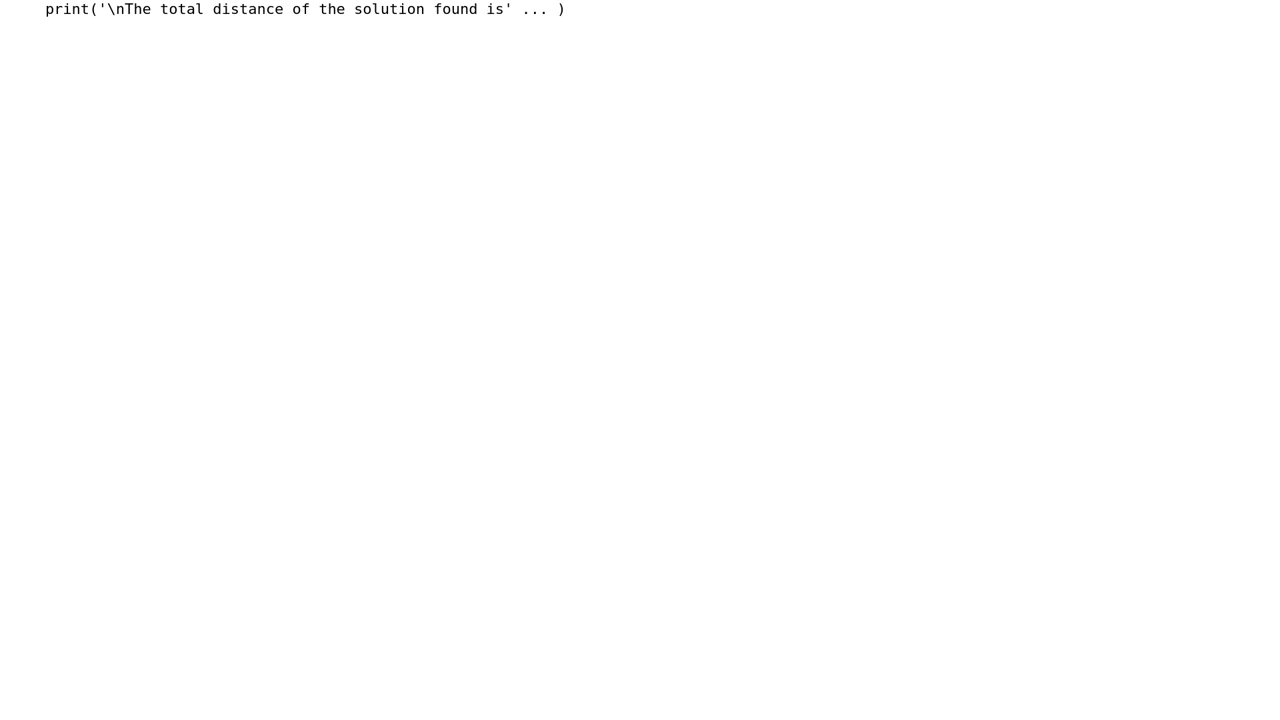 print('\nThe total distance of the solution found is' ... )